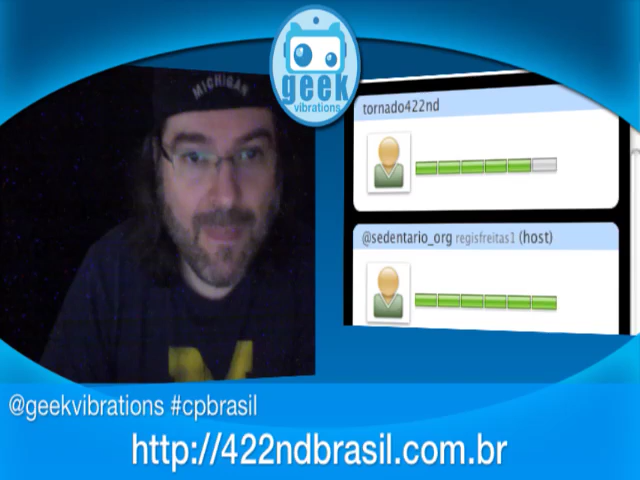 geek
vibrations
MICHIGAN
tornado422nd
@sedentario_org regisfreitas1 (host)
M
@geekvibrations #cpbrasil
http://422ndbrasil.com.br